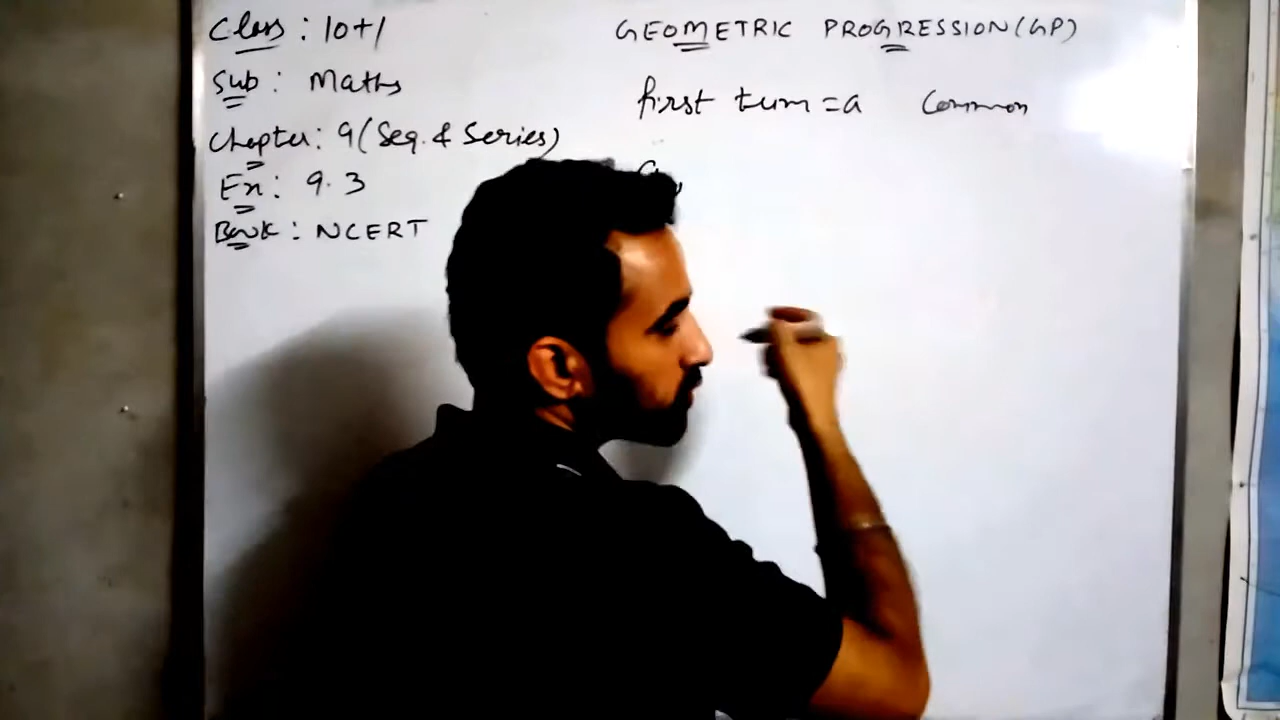 Class : 10+1
Sub : Maths
Chapter : 9 (Seq. & Series)
Ex : 9.3
Book : NCERT
GEOMETRIC PROGRESSION (GP)
first term = a Common